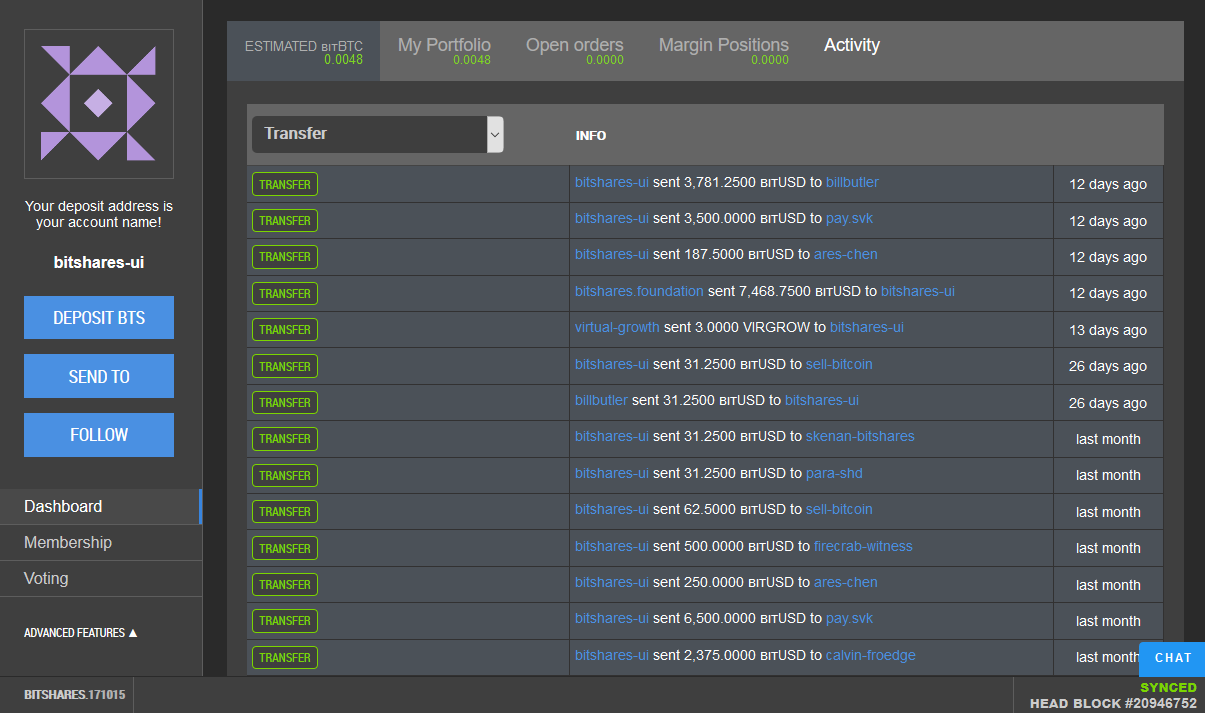 Your deposit address is
your account name!
bitshares-ui
DEPOSIT BTS
SEND TO
FOLLOW
Dashboard
Membership
Voting
ADVANCED FEATURES ▲
ESTIMATED BITBTC
0.0048
My Portfolio
0.0048
Open orders
0.0000
Margin Positions
0.0000
Activity
Transfer INFO
TRANSFER bitshares-ui sent 3,781.2500 BITUSD to billbutler 12 days ago
TRANSFER bitshares-ui sent 3,500.0000 BITUSD to pay.svk 12 days ago
TRANSFER bitshares-ui sent 187.5000 BITUSD to ares-chen 12 days ago
TRANSFER bitshares.foundation sent 7,468.7500 BITUSD to bitshares-ui 12 days ago
TRANSFER virtual-growth sent 3.0000 VIRGROW to bitshares-ui 13 days ago
TRANSFER bitshares-ui sent 31.2500 BITUSD to sell-bitcoin 26 days ago
TRANSFER billbutler sent 31.2500 BITUSD to bitshares-ui 26 days ago
TRANSFER bitshares-ui sent 31.2500 BITUSD to skenan-bitshares last month
TRANSFER bitshares-ui sent 31.2500 BITUSD to para-shd last month
TRANSFER bitshares-ui sent 62.5000 BITUSD to sell-bitcoin last month
TRANSFER bitshares-ui sent 500.0000 BITUSD to firecrab-witness last month
TRANSFER bitshares-ui sent 250.0000 BITUSD to ares-chen last month
TRANSFER bitshares-ui sent 6,500.0000 BITUSD to pay.svk last month
TRANSFER bitshares-ui sent 2,375.0000 BITUSD to calvin-froedge last month
CHAT
BITSHARES.171015
SYNCED
HEAD BLOCK #20946752